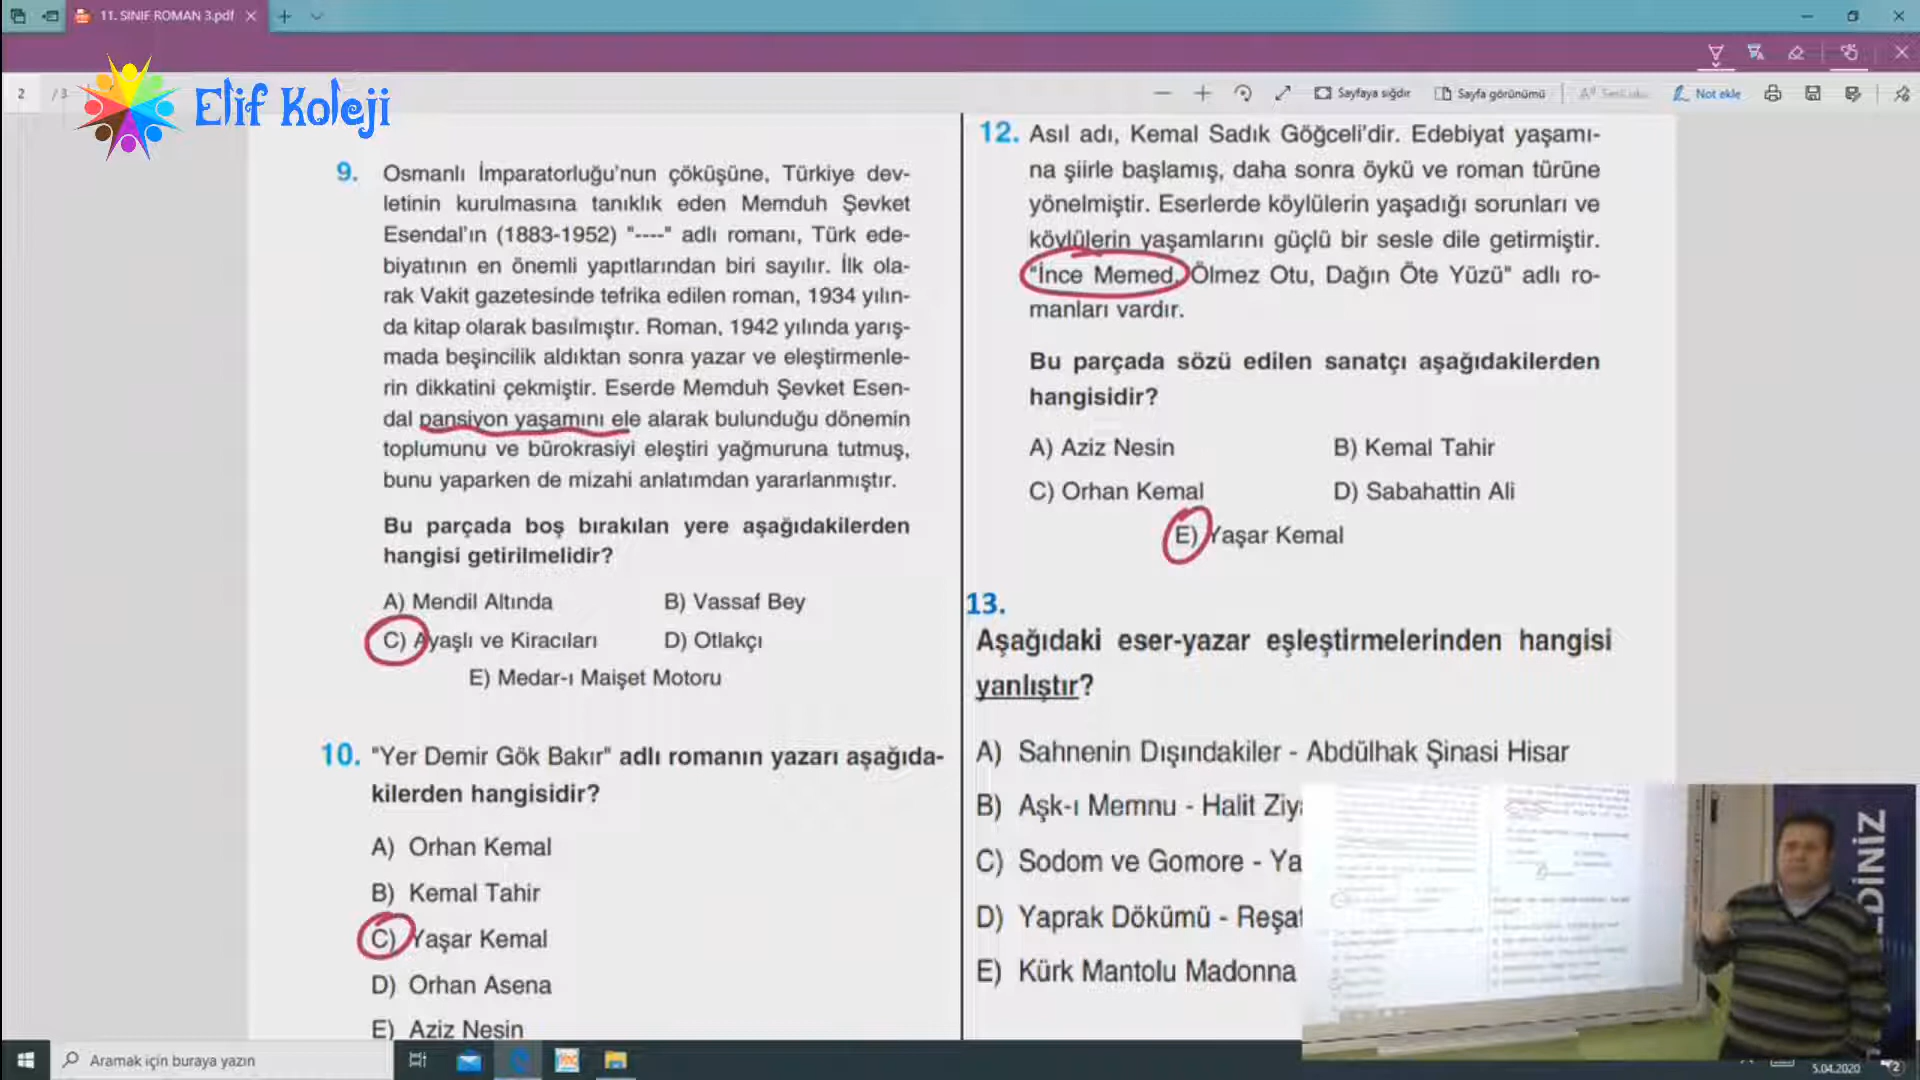 11. SINIF ROMAN 3.pdf
2 / 3
Elif Koleji
Sayfaya sığdır
Sayfa görünümü
Not ekle
9. Osmanlı İmparatorluğu'nun çöküşüne, Türkiye dev-
letinin kurulmasına tanıklık eden Memduh Şevket
Esendal'ın (1883-1952) "----" adlı romanı, Türk ede-
biyatının en önemli yapıtlarından biri sayılır. İlk ola-
rak Vakit gazetesinde tefrika edilen roman, 1934 yılın-
da kitap olarak basılmıştır. Roman, 1942 yılında yarış-
mada beşincilik aldıktan sonra yazar ve eleştirmenle-
rin dikkatini çekmiştir. Eserde Memduh Şevket Esen-
dal pansiyon yaşamını ele alarak bulunduğu dönemin
toplumunu ve bürokrasiyi eleştiri yağmuruna tutmuş,
bunu yaparken de mizahi anlatımdan yararlanmıştır.
Bu parçada boş bırakılan yere aşağıdakilerden
hangisi getirilmelidir?
A) Mendil Altında
B) Vassaf Bey
C) Ayaşlı ve Kiracıları
D) Otlakçı
E) Medar-ı Maişet Motoru
10. "Yer Demir Gök Bakır" adlı romanın yazarı aşağıda-
kilerden hangisidir?
A) Orhan Kemal
B) Kemal Tahir
C) Yaşar Kemal
D) Orhan Asena
E) Aziz Nesin
12. Asıl adı, Kemal Sadık Göğceli'dir. Edebiyat yaşamı-
na şiirle başlamış, daha sonra öykü ve roman türüne
yönelmiştir. Eserlerde köylülerin yaşadığı sorunları ve
köylülerin yaşamlarını güçlü bir sesle dile getirmiştir.
"İnce Memed, Ölmez Otu, Dağın Öte Yüzü" adlı ro-
manları vardır.
Bu parçada sözü edilen sanatçı aşağıdakilerden
hangisidir?
A) Aziz Nesin
B) Kemal Tahir
C) Orhan Kemal
D) Sabahattin Ali
E) Yaşar Kemal
13.
Aşağıdaki eser-yazar eşleştirmelerinden hangisi
yanlıştır?
A) Sahnenin Dışındakiler - Abdülhak Şinasi Hisar
B) Aşk-ı Memnu - Halit Ziy
C) Sodom ve Gomore - Ya
D) Yaprak Dökümü - Reşat
E) Kürk Mantolu Madonna
Aramak için buraya yazın
5.04.2020
2